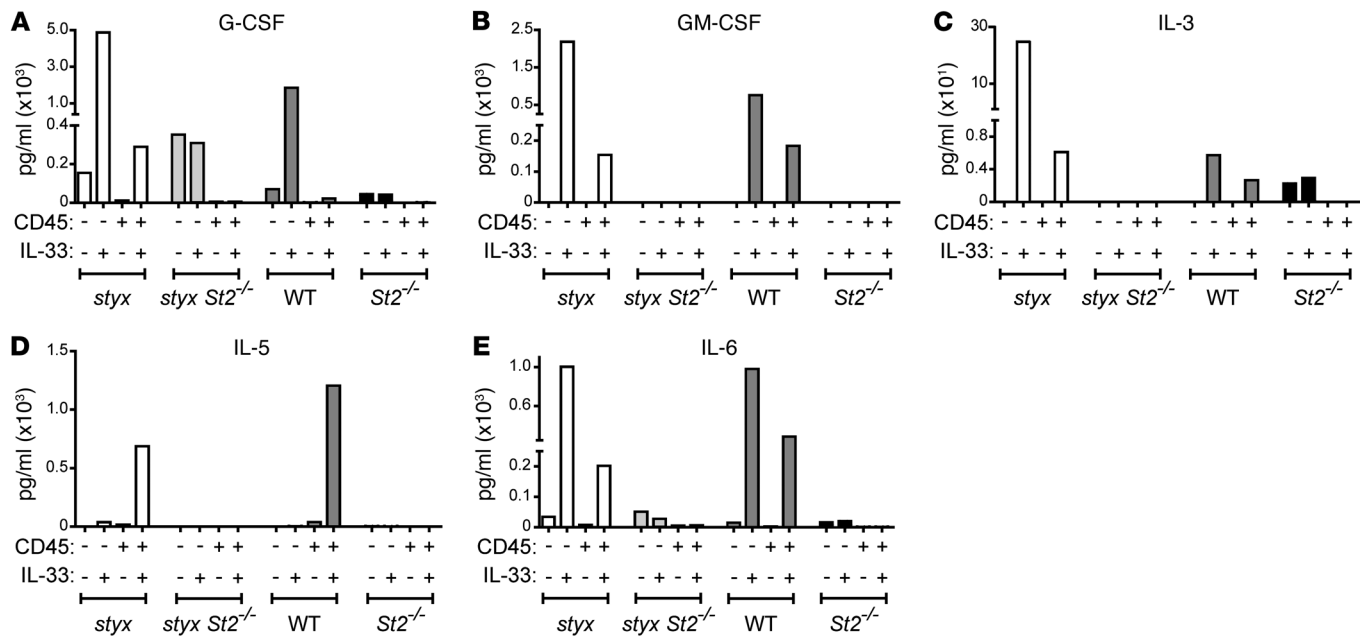 A G-CSF
pg/ml (x10³)
5.0
3.0
1.0
0.4
0.2
0
CD45: - - + + - - + + - - + + - - + +
IL-33: - + - + - + - + - + - + - + - +
styx styx St2-/- WT St2-/-
B GM-CSF
pg/ml (x10³)
2.5
1.5
0.5
0.2
0.1
0
- - + + - - + + - - + + - - + +
- + - + - + - + - + - + - + - +
styx styx St2-/- WT St2-/-
C IL-3
pg/ml (x10¹)
30
10
0.8
0.4
0
CD45: - - + + - - + + - - + + - - + +
IL-33: - + - + - + - + - + - + - + - +
styx styx St2-/- WT St2-/-
D IL-5
pg/ml (x10³)
1.5
1.0
0.5
0
CD45: - - + + - - + + - - + + - - + +
IL-33: - + - + - + - + - + - + - + - +
styx styx St2-/- WT St2-/-
E IL-6
pg/ml (x10³)
1.0
0.6
0.2
0.1
0
CD45: - - + + - - + + - - + + - - + +
IL-33: - + - + - + - + - + - + - + - +
styx styx St2-/- WT St2-/-